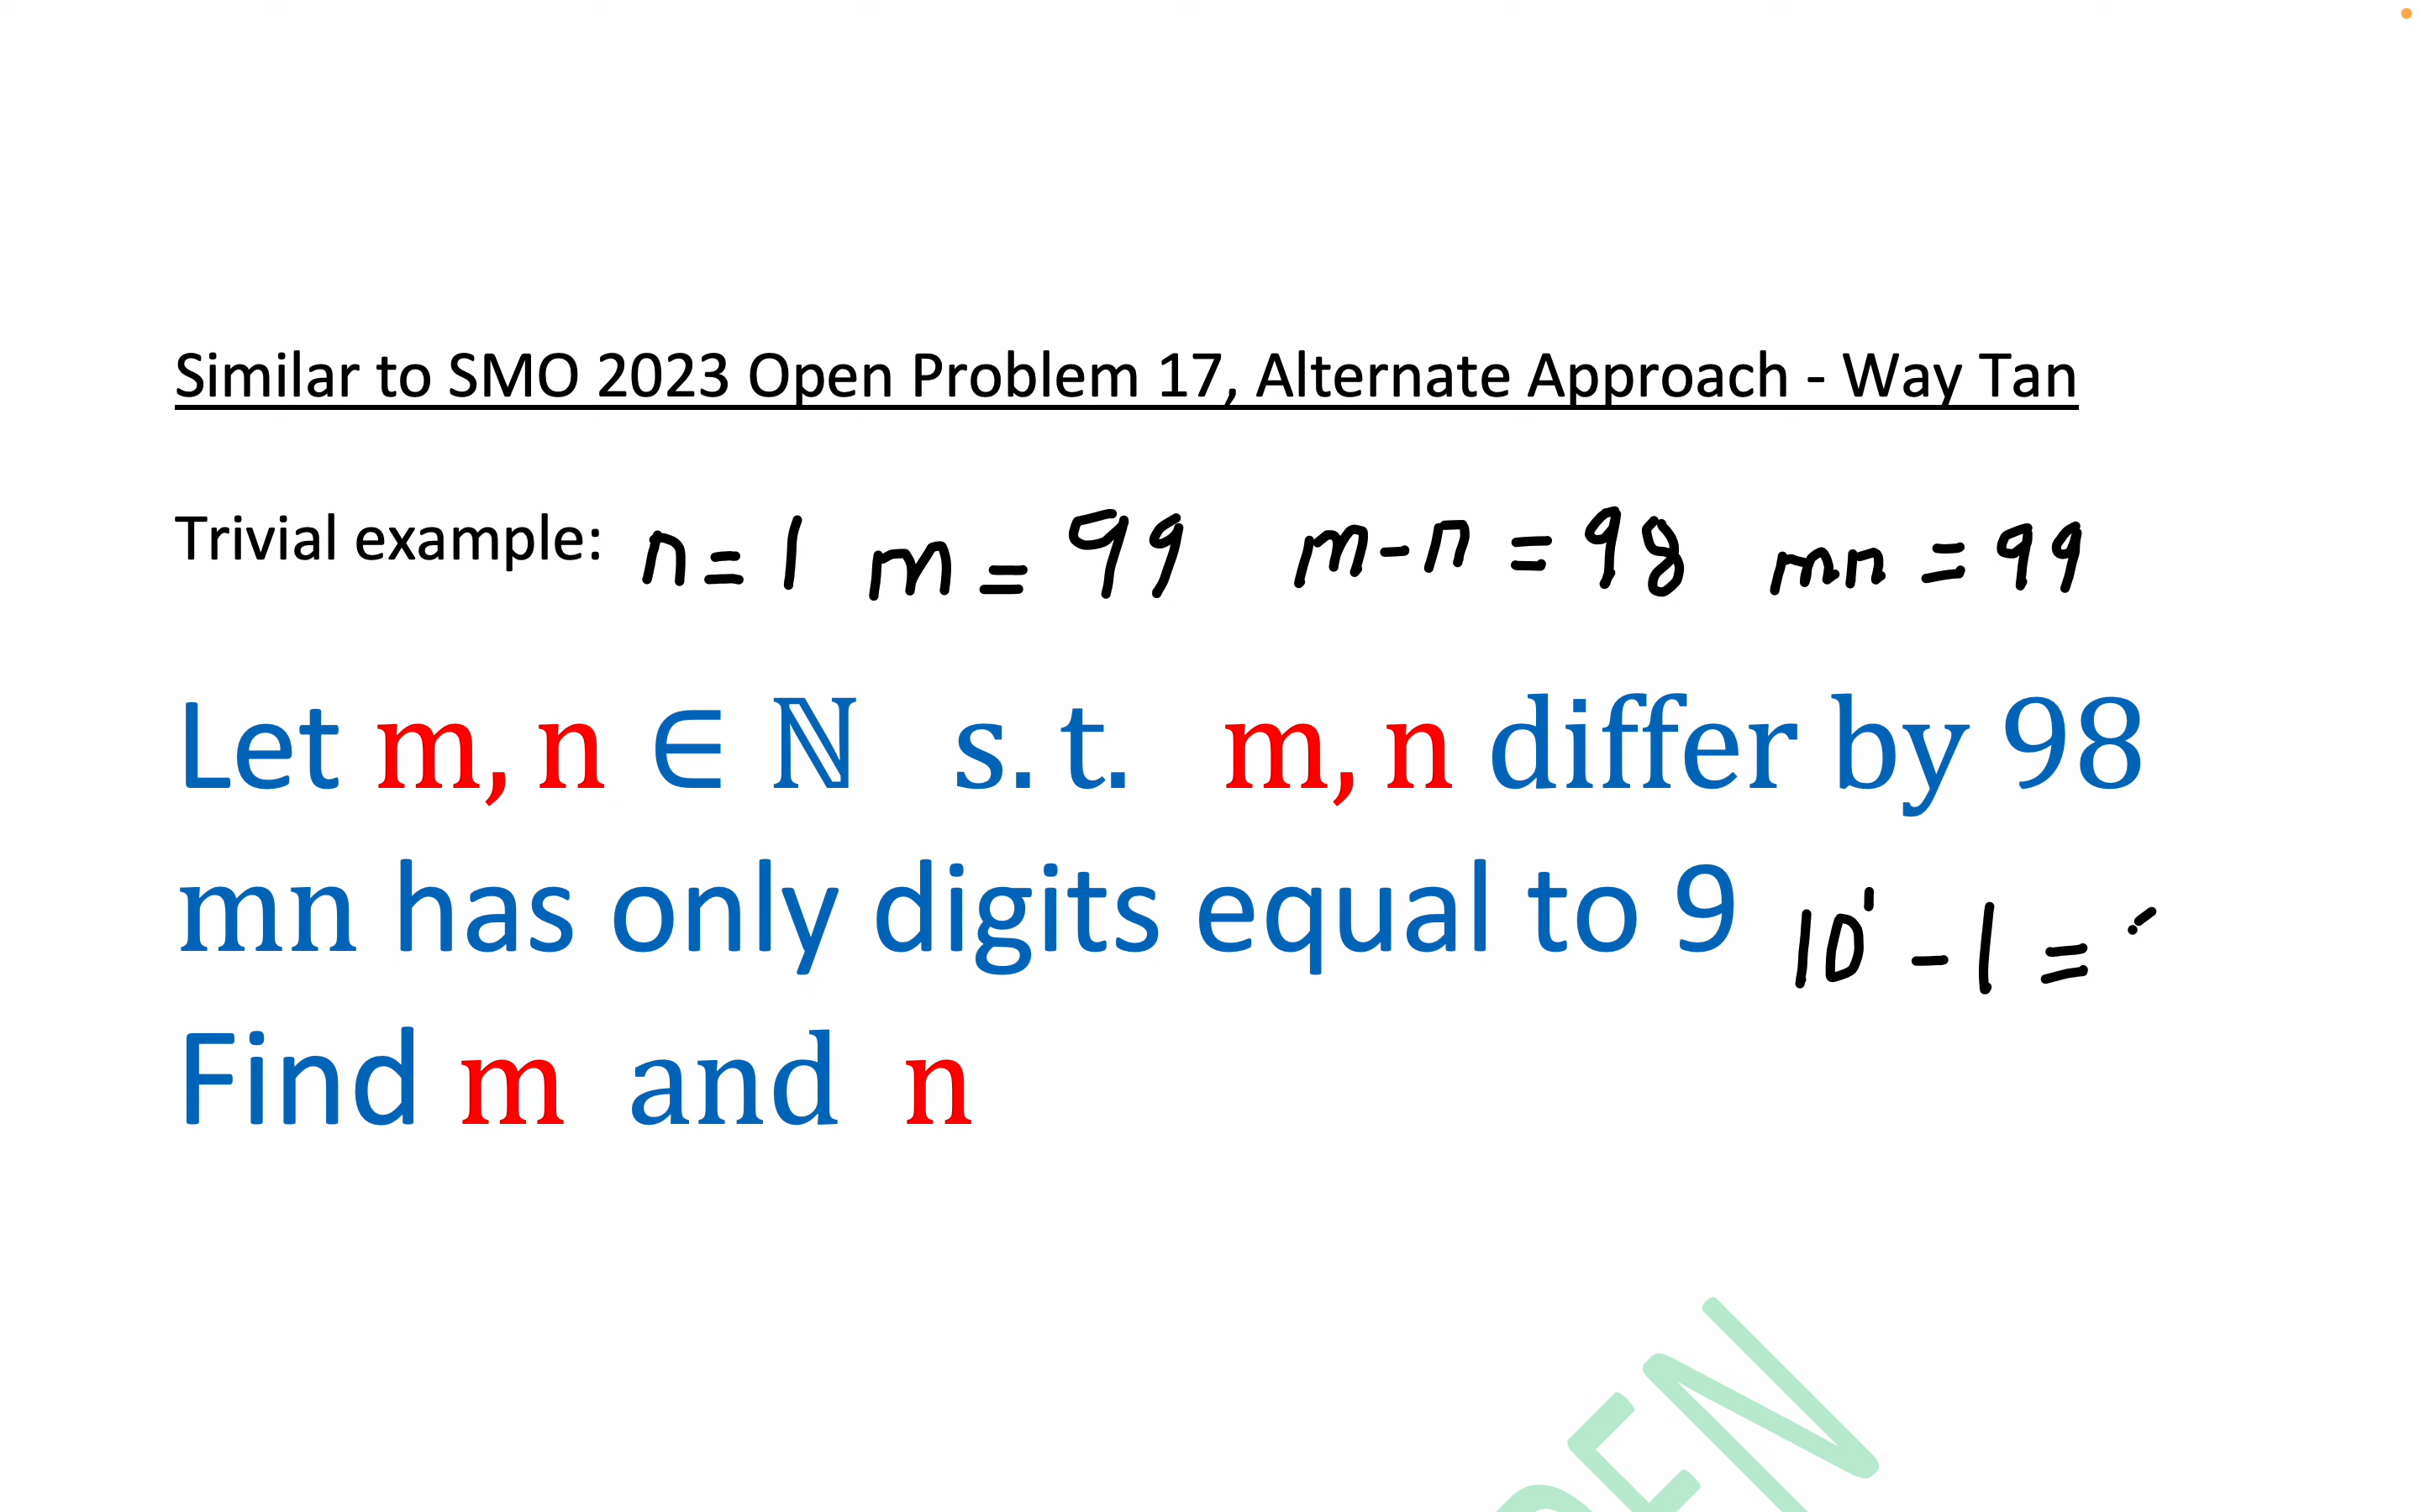 Similar to SMO 2023 Open Problem 17, Alternate Approach - Way Tan
Trivial example: n = 1 m = 99 m-n = 98 mn = 99
Let m, n ∈ ℕ s. t. m, n differ by 98
mn has only digits equal to 9 10' - 1 =
Find m and n